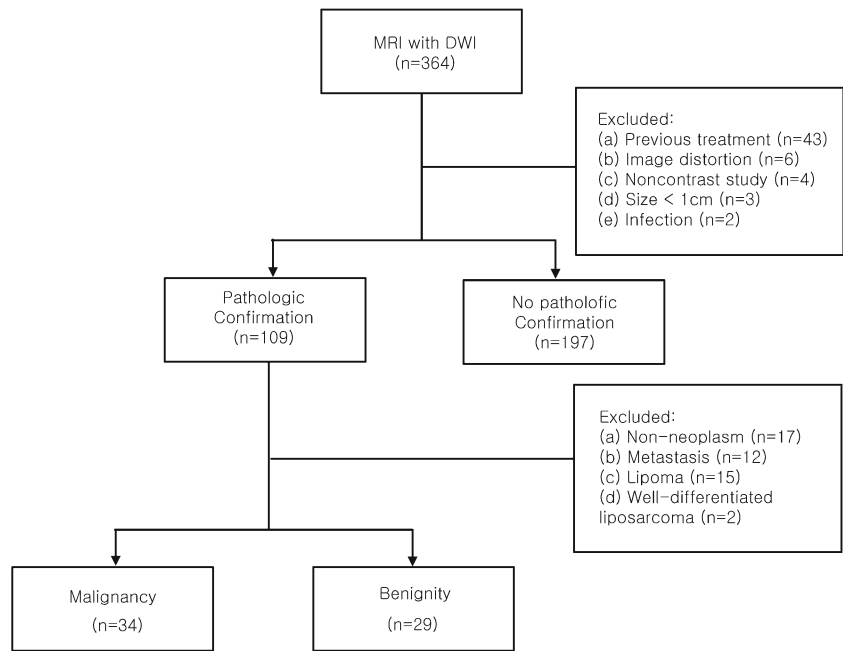 MRI with DWI
(n=364)
Excluded:
(a) Previous treatment (n=43)
(b) Image distortion (n=6)
(c) Noncontrast study (n=4)
(d) Size < 1cm (n=3)
(e) Infection (n=2)
Pathologic
Confirmation
(n=109)
No patholofic
Confirmation
(n=197)
Excluded:
(a) Non-neoplasm (n=17)
(b) Metastasis (n=12)
(c) Lipoma (n=15)
(d) Well-differentiated
liposarcoma (n=2)
Malignancy
(n=34)
Benignity
(n=29)